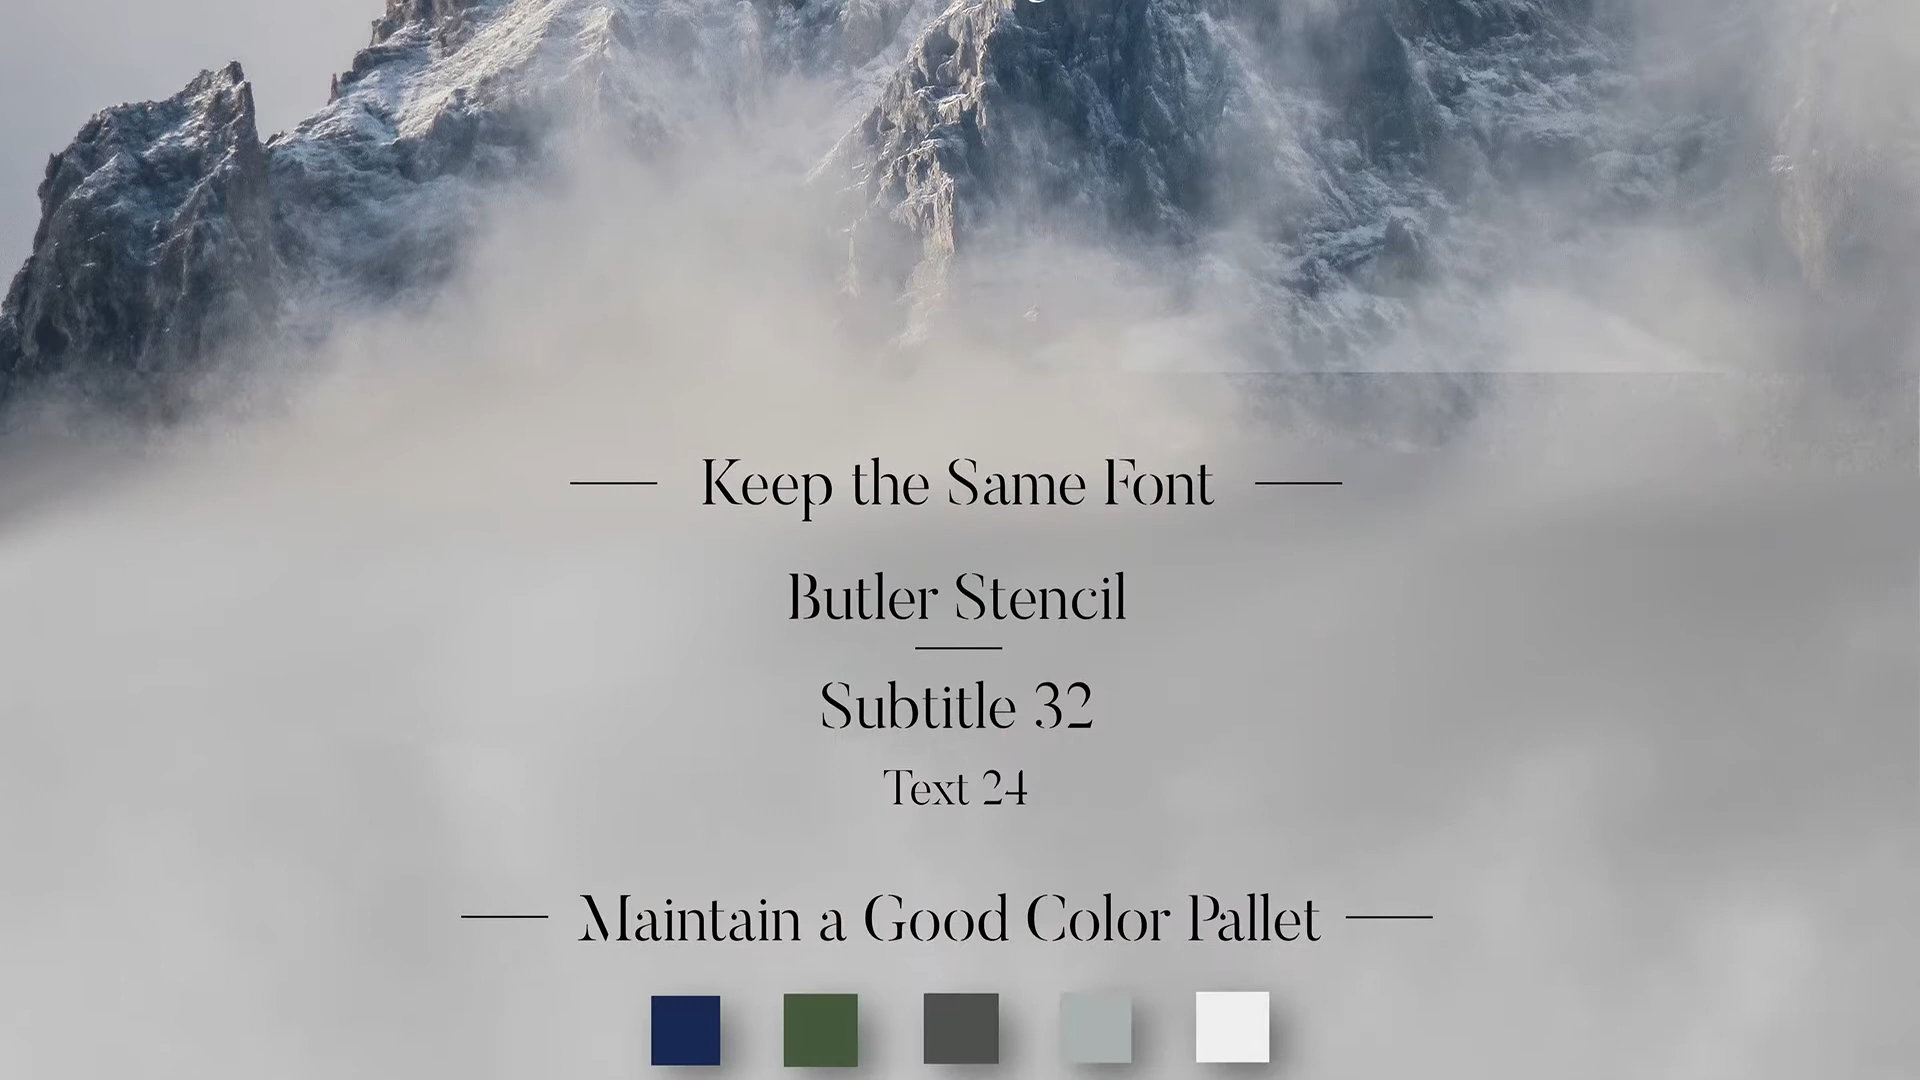 Keep the Same Font
Butler Stencil
Subtitle 32
Text 24
Maintain a Good Color Pallet